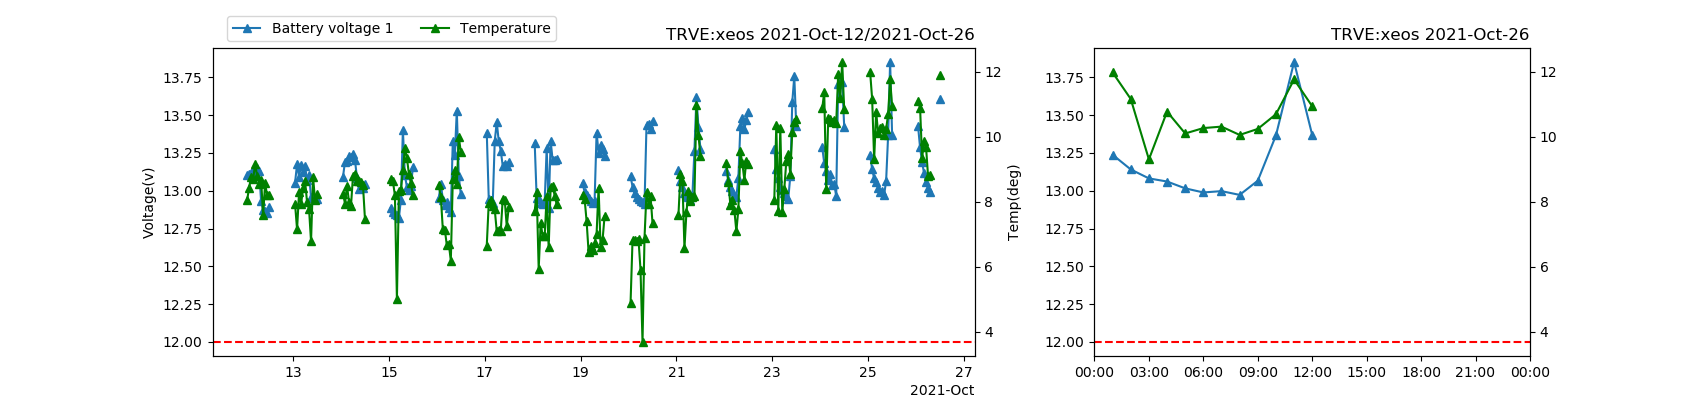 Battery voltage 1
Temperature
TRVE:xeos 2021-Oct-12/2021-Oct-26
Voltage(v)
13.75
13.50
13.25
13.00
12.75
12.50
12.25
12.00
12
10
8
6
4
13 15 17 19 21 23 25 27
2021-Oct
TRVE:xeos 2021-Oct-26
Temp(deg)
13.75
13.50
13.25
13.00
12.75
12.50
12.25
12.00
12
10
8
6
4
00:00 03:00 06:00 09:00 12:00 15:00 18:00 21:00 00:00